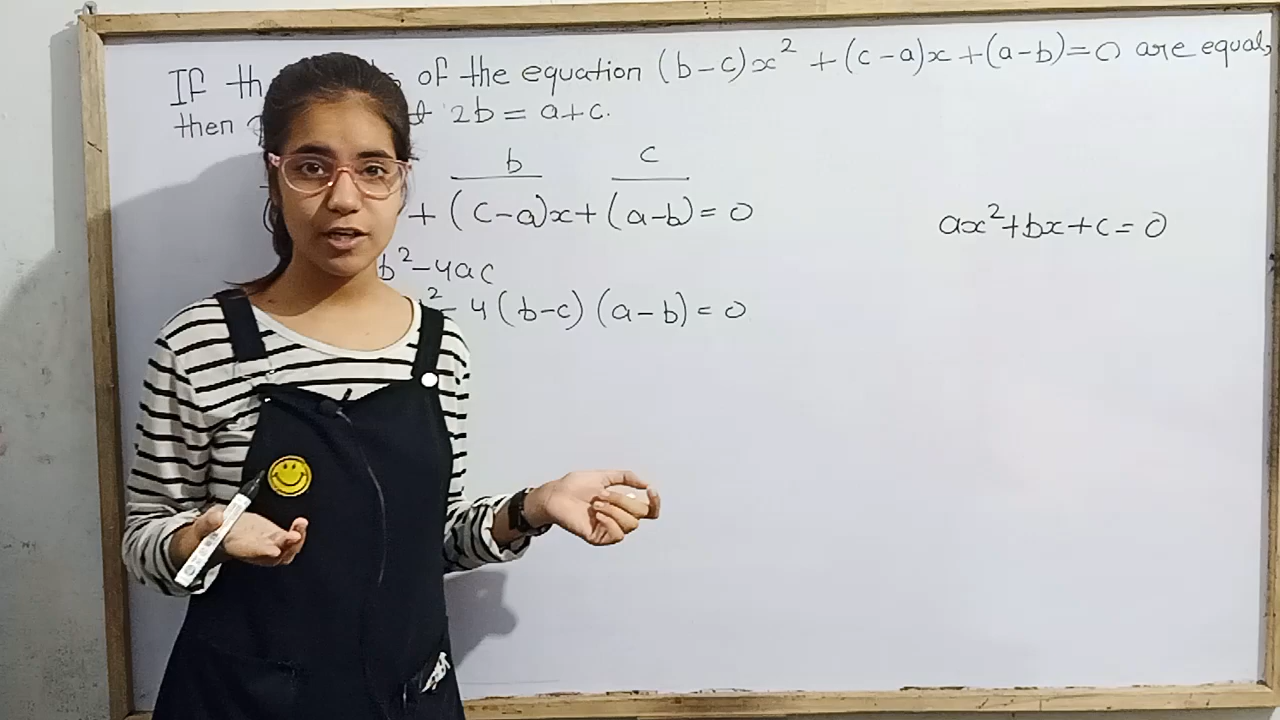 If th of the equation (b-c)x² + (c-a)x + (a-b) = 0 are equal,
then 2b = a+c.
b c
+ (c-a)x + (a-b) = 0
ax² + bx + c = 0
b² - 4ac
² - 4 (b-c) (a-b) = 0